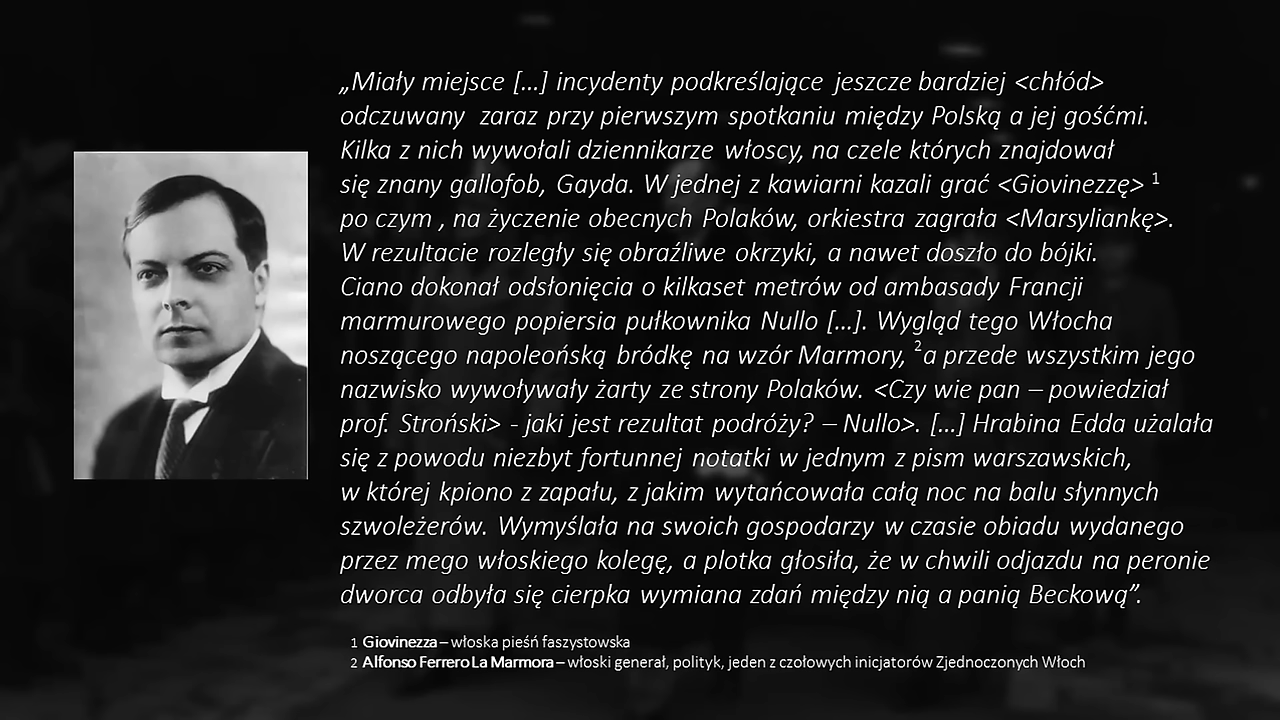 „Miały miejsce […] incydenty podkreślające jeszcze bardziej <chłód>
odczuwany zaraz przy pierwszym spotkaniu między Polską a jej gośćmi.
Kilka z nich wywołali dziennikarze włoscy, na czele których znajdował
się znany gallofob, Gayda. W jednej z kawiarni kazali grać <Giovinezzę> ¹
po czym , na życzenie obecnych Polaków, orkiestra zagrała <Marsyliankę>.
W rezultacie rozległy się obraźliwe okrzyki, a nawet doszło do bójki.
Ciano dokonał odsłonięcia o kilkaset metrów od ambasady Francji
marmurowego popiersia pułkownika Nullo […]. Wygląd tego Włocha
noszącego napoleońską bródkę na wzór Marmory, ²a przede wszystkim jego
nazwisko wywoływały żarty ze strony Polaków. <Czy wie pan – powiedział
prof. Stroński> - jaki jest rezultat podróży? – Nullo>. […] Hrabina Edda użalała
się z powodu niezbyt fortunnej notatki w jednym z pism warszawskich,
w której kpiono z zapału, z jakim wytańcowała całą noc na balu słynnych
szwoleżerów. Wymyślała na swoich gospodarzy w czasie obiadu wydanego
przez mego włoskiego kolegę, a plotka głosiła, że w chwili odjazdu na peronie
dworca odbyła się cierpka wymiana zdań między nią a panią Beckową”.
1 Giovinezza – włoska pieśń faszystowska
2 Alfonso Ferrero La Marmora – włoski generał, polityk, jeden z czołowych inicjatorów Zjednoczonych Włoch